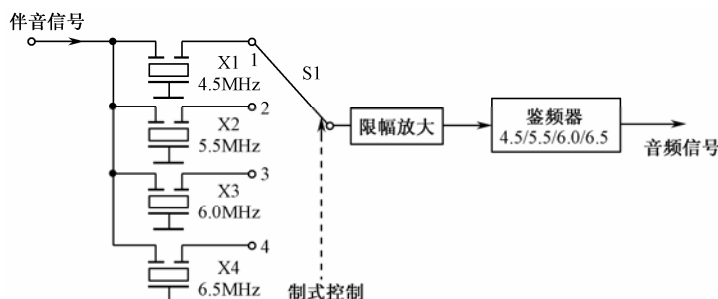 伴音信号
X1
4.5MHz
1
S1
X2
5.5MHz
2
限幅放大
鉴频器
4.5/5.5/6.0/6.5
音频信号
X3
6.0MHz
3
X4
6.5MHz
4
制式控制